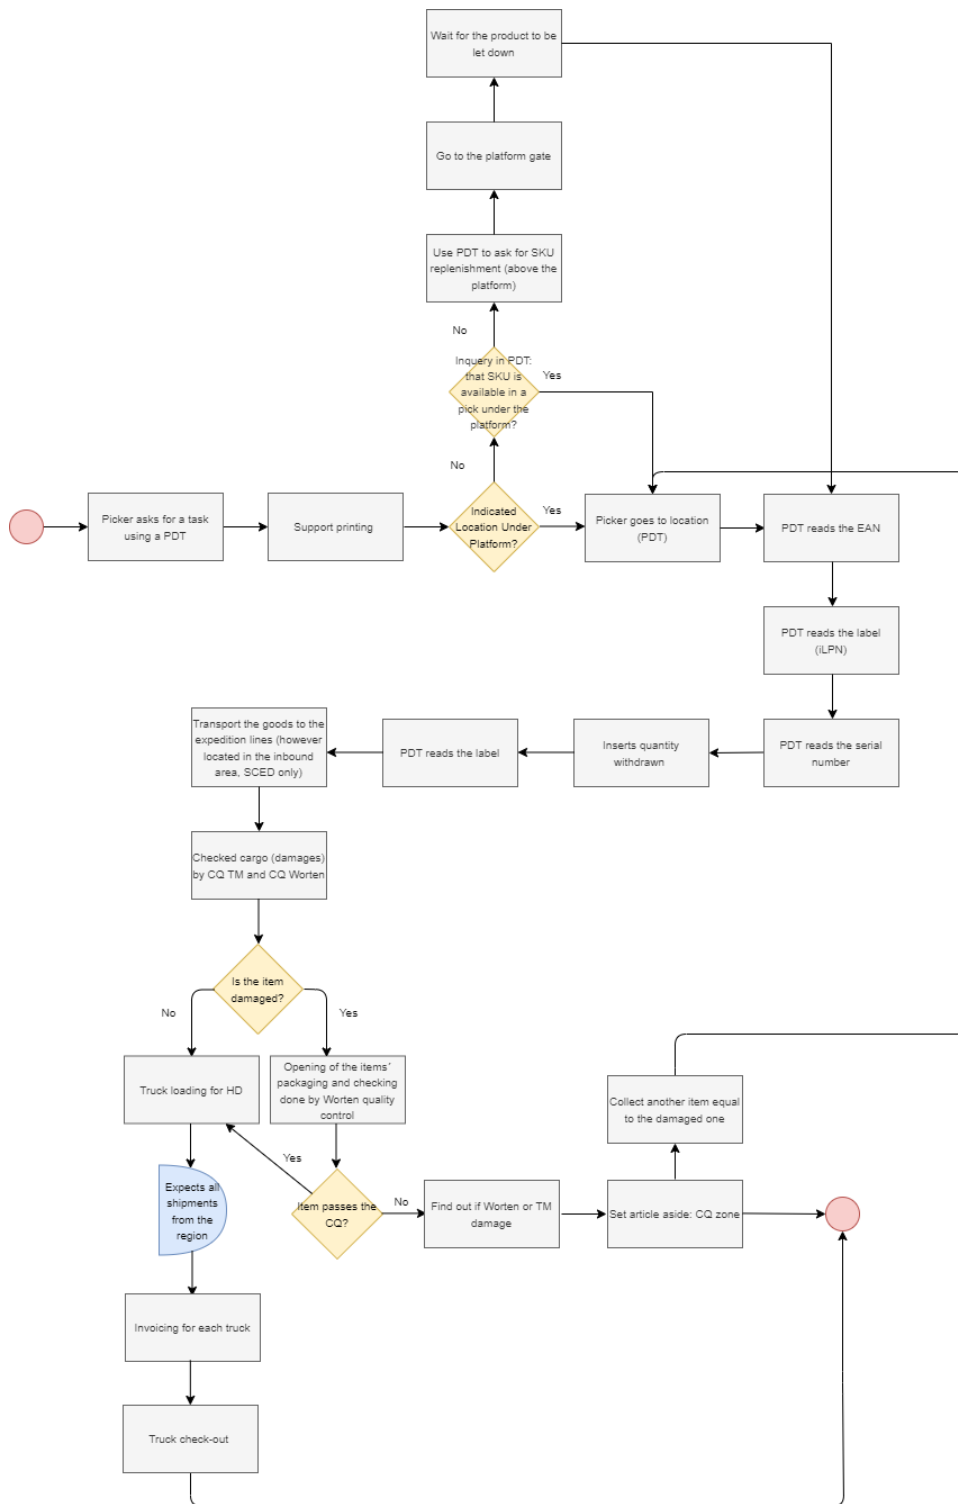 Wait for the product to be
let down
Go to the platform gate
Use PDT to ask for SKU
replenishment (above the
platform)
No
Inquery in PDT:
that SKU is
available in a
pick under the
platform?
Yes
No
Picker asks for a task
using a PDT
Support printing
Indicated
Location Under
Platform?
Yes
Picker goes to location
(PDT)
PDT reads the EAN
PDT reads the label
(iLPN)
PDT reads the serial
number
Inserts quantity
withdrawn
PDT reads the label
Transport the goods to the
expedition lines (however
located in the inbound
area, SCED only)
Checked cargo (damages)
by CQ TM and CQ Worten
Is the item
damaged?
No
Yes
Truck loading for HD
Opening of the items´
packaging and checking
done by Worten quality
control
Collect another item equal
to the damaged one
Yes
Expects all
shipments
from the
region
Item passes the
CQ?
No
Find out if Worten or TM
damage
Set article aside: CQ zone
Invoicing for each truck
Truck check-out